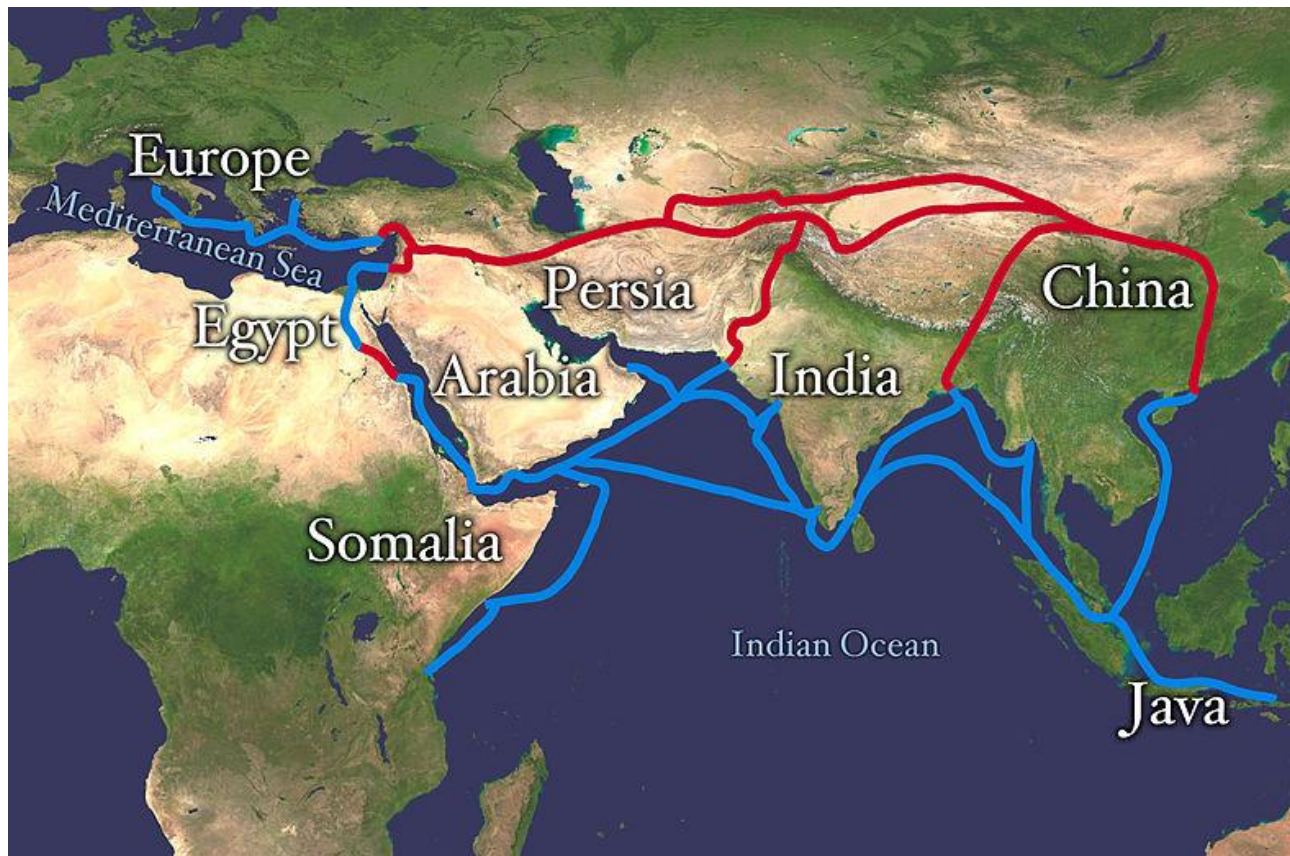 Europe
Mediterranean Sea
Egypt
Persia
China
Arabia
India
Somalia
Indian Ocean
Java